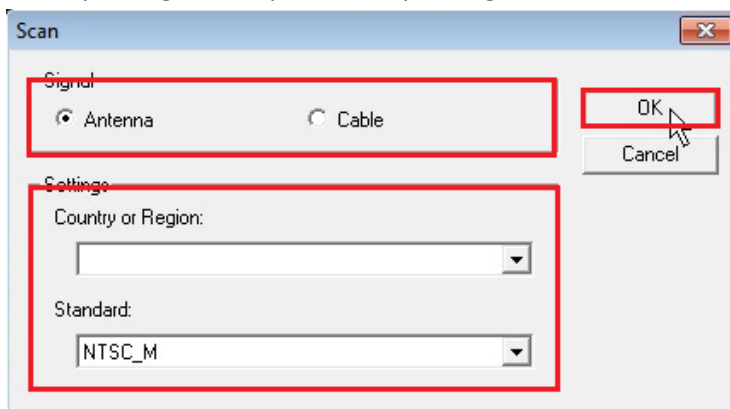 Scan
Signal
Antenna
Cable
OK
Cancel
Settings
Country or Region:
Standard:
NTSC_M